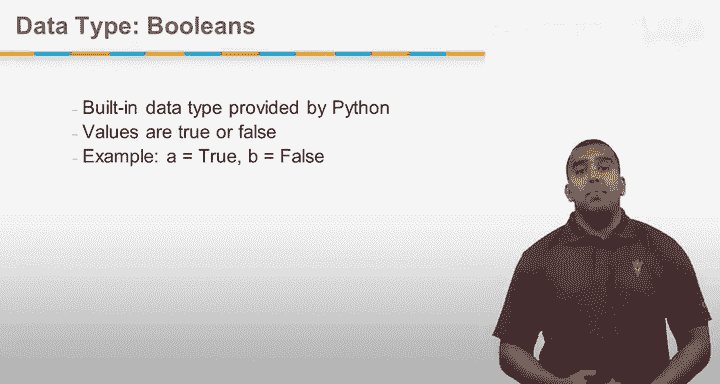 Data Type: Booleans
- Built-in data type provided by Python
- Values are true or false
- Example: a = True, b = False